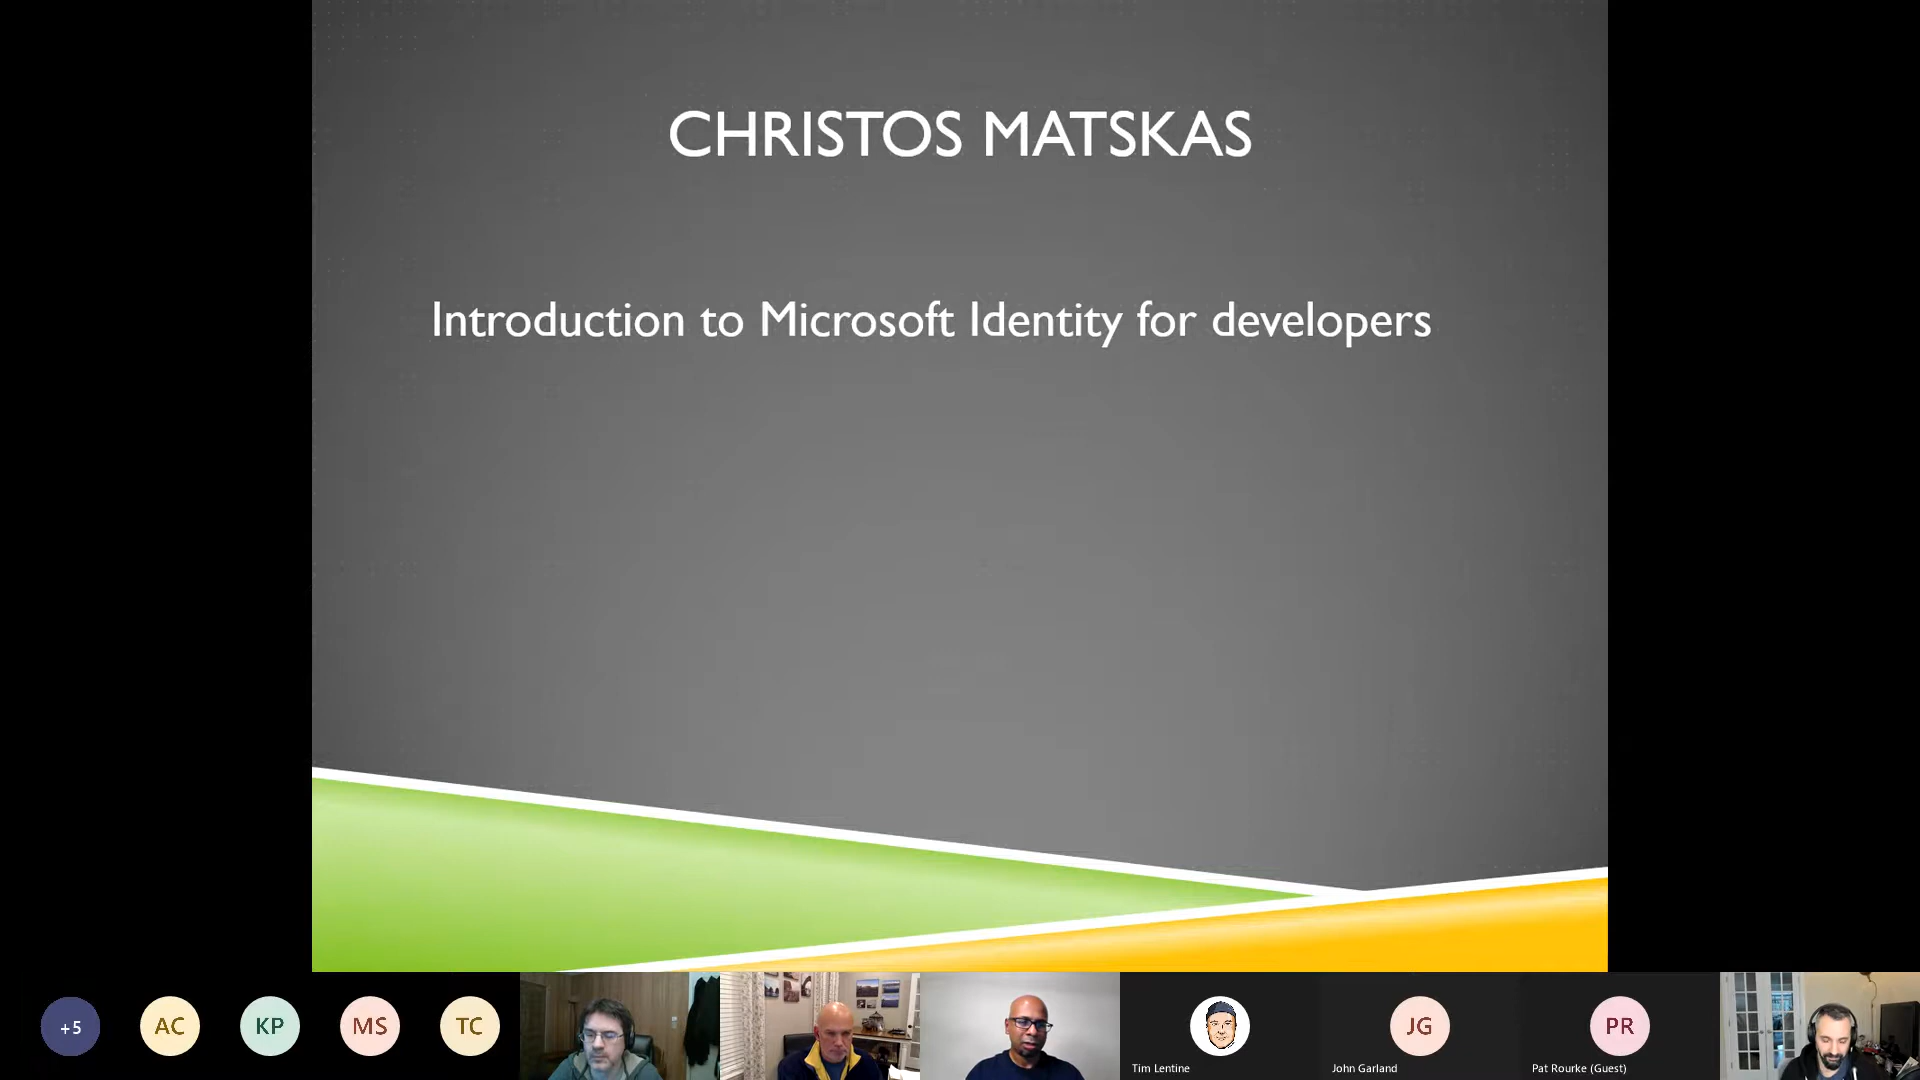 CHRISTOS MATSKAS
Introduction to Microsoft Identity for developers
+5
AC
KP
MS
TC
Tim Lentine
JG
John Garland
PR
Pat Rourke (Guest)